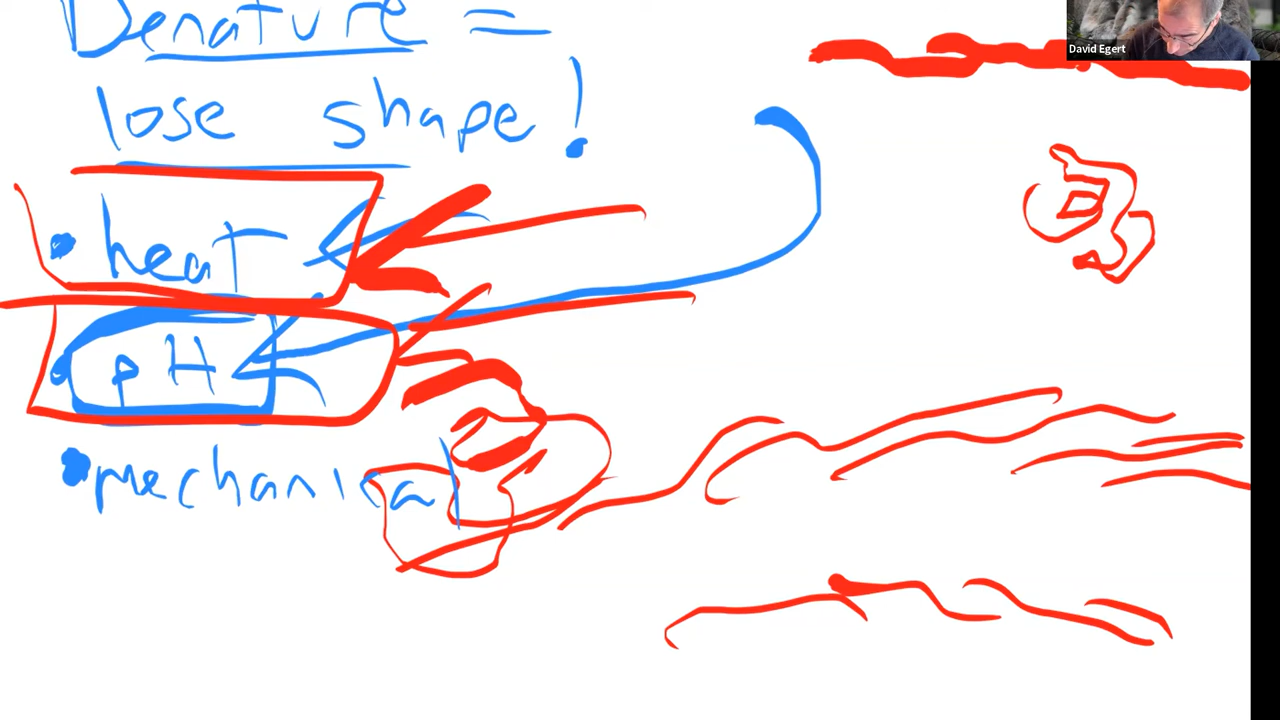 Denature =
lose shape!
• heat
• pH
• mechanical
David Egert